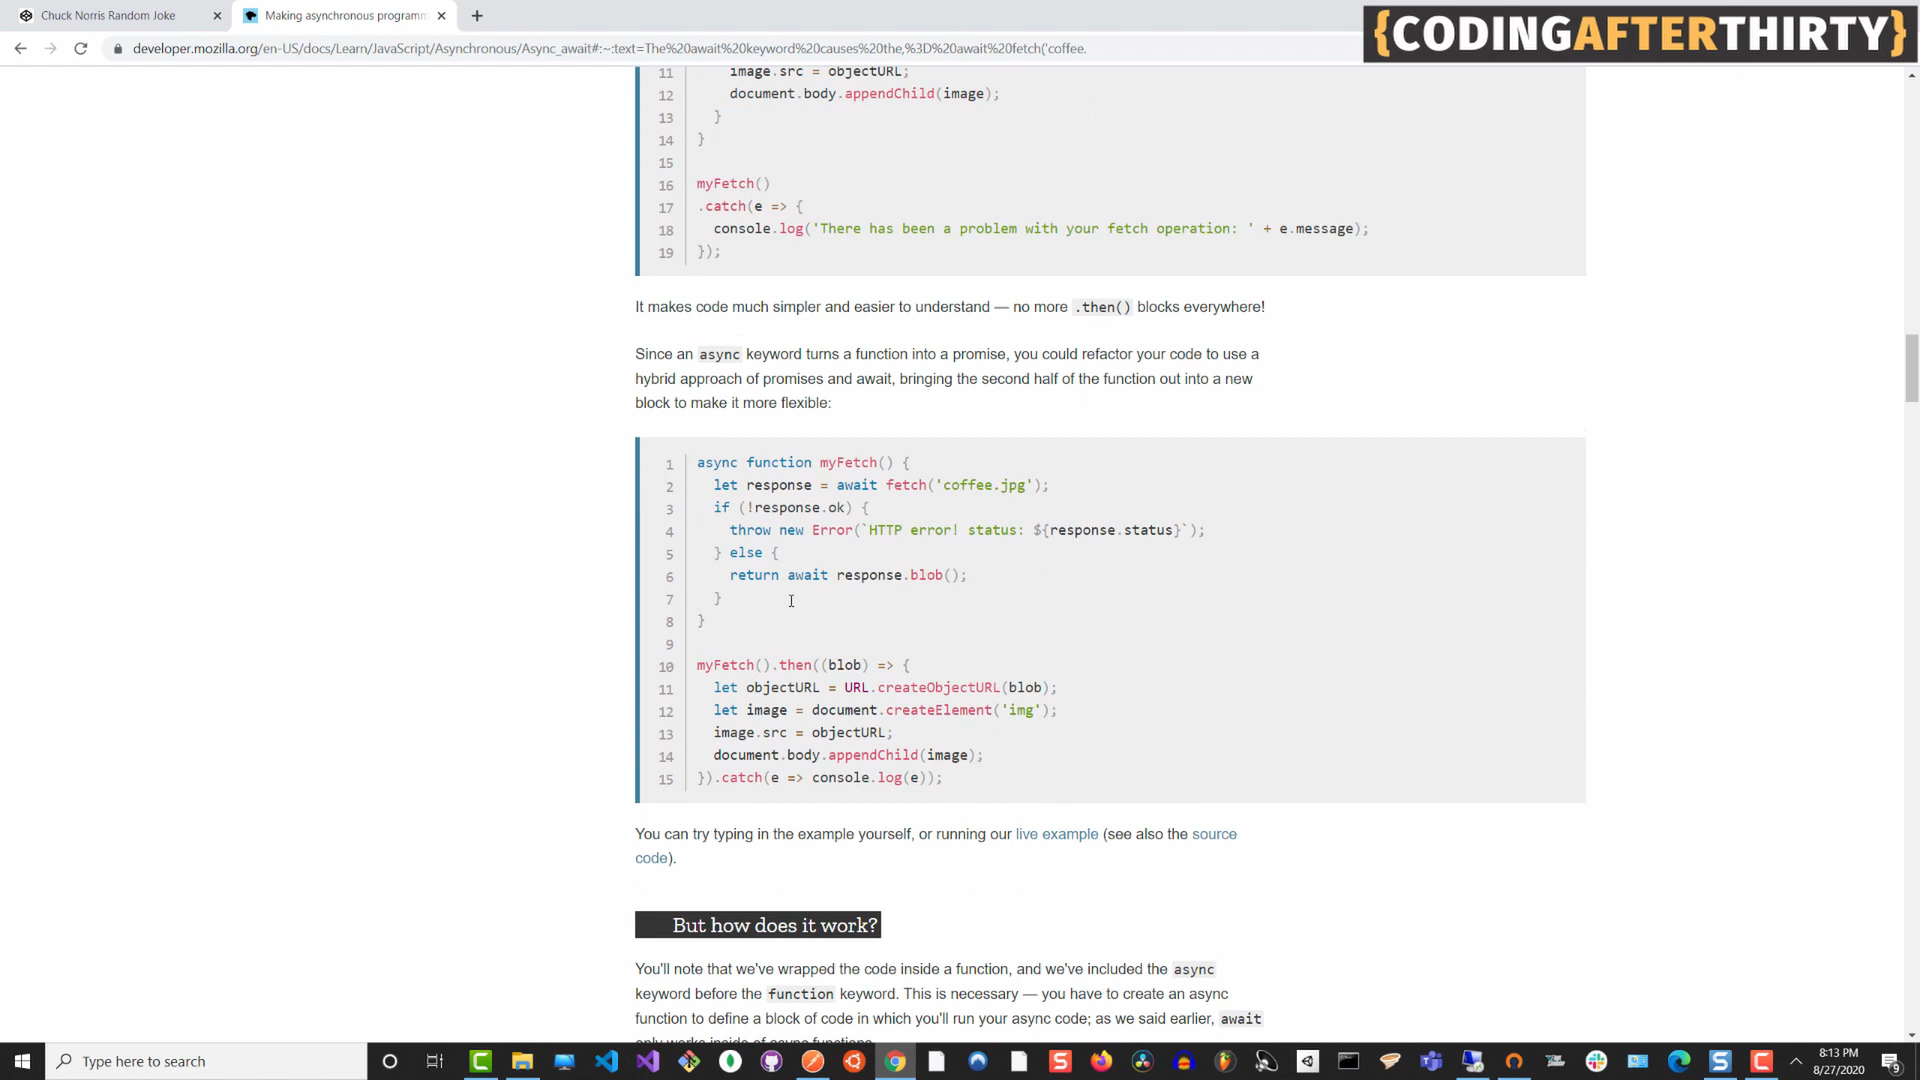 Chuck Norris Random Joke
Making asynchronous programm
{CODINGAFTERTHIRTY}
developer.mozilla.org/en-US/docs/Learn/JavaScript/Asynchronous/Async_await#:~:text=The%20await%20keyword%20causes%20the,%3D%20await%20fetch('coffee.
11 image.src = objectURL;
12 document.body.appendChild(image);
13 }
14 }
15
16 myFetch()
17 .catch(e => {
18 console.log('There has been a problem with your fetch operation: ' + e.message);
19 });
It makes code much simpler and easier to understand — no more .then() blocks everywhere!
Since an async keyword turns a function into a promise, you could refactor your code to use a
hybrid approach of promises and await, bringing the second half of the function out into a new
block to make it more flexible:
1 async function myFetch() {
2 let response = await fetch('coffee.jpg');
3 if (!response.ok) {
4 throw new Error(`HTTP error! status: ${response.status}`);
5 } else {
6 return await response.blob();
7 }
8 }
9
10 myFetch().then((blob) => {
11 let objectURL = URL.createObjectURL(blob);
12 let image = document.createElement('img');
13 image.src = objectURL;
14 document.body.appendChild(image);
15 }).catch(e => console.log(e));
You can try typing in the example yourself, or running our live example (see also the source
code).
But how does it work?
You'll note that we've wrapped the code inside a function, and we've included the async
keyword before the function keyword. This is necessary — you have to create an async
function to define a block of code in which you'll run your async code; as we said earlier, await
only works inside of async functions.
Type here to search
8:13 PM
8/27/2020
9